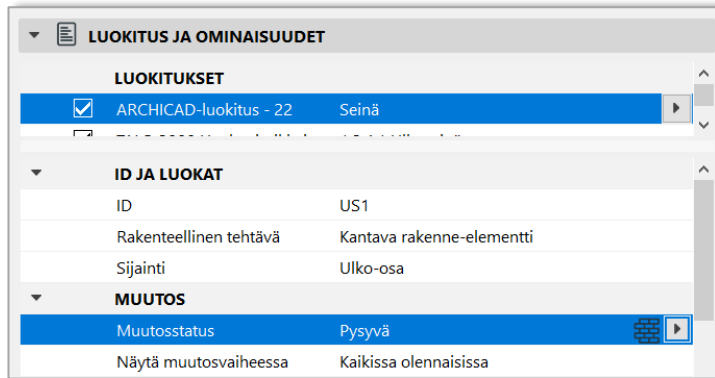 LUOKITUS JA OMINAISUUDET
LUOKITUKSET
ARCHICAD-luokitus - 22 Seinä
ID JA LUOKAT
ID US1
Rakenteellinen tehtävä Kantava rakenne-elementti
Sijainti Ulko-osa
MUUTOS
Muutosstatus Pysyvä
Näytä muutosvaiheessa Kaikissa olennaisissa